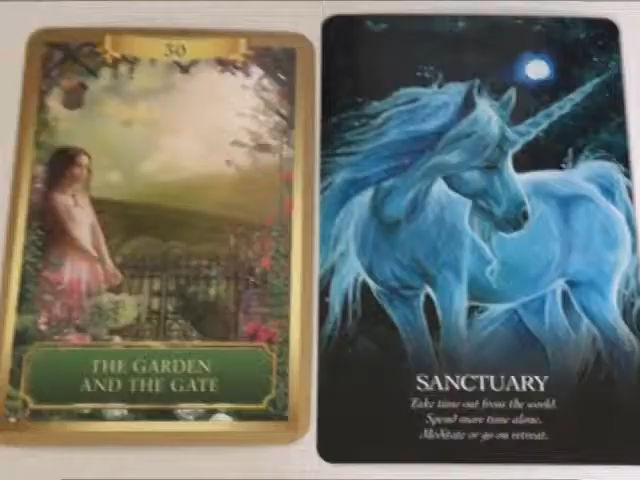 30
THE GARDEN
AND THE GATE
SANCTUARY
Take time out from the world.
Spend more time alone.
Meditate or go on retreat.